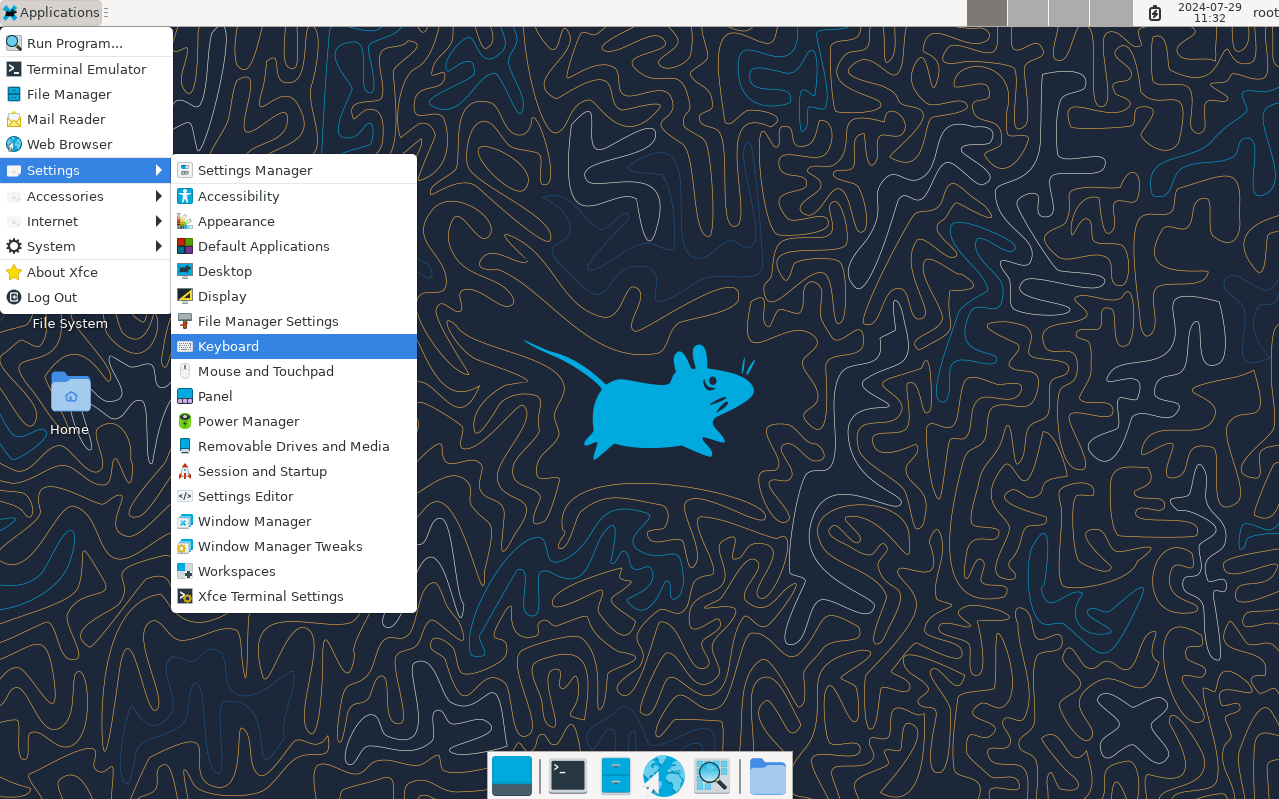 Applications
2024-07-29
11:32
root
Run Program...
Terminal Emulator
File Manager
Mail Reader
Web Browser
Settings
Accessories
Internet
System
About Xfce
Log Out
Settings Manager
Accessibility
Appearance
Default Applications
Desktop
Display
File Manager Settings
Keyboard
Mouse and Touchpad
Panel
Power Manager
Removable Drives and Media
Session and Startup
Settings Editor
Window Manager
Window Manager Tweaks
Workspaces
Xfce Terminal Settings
File System
Home